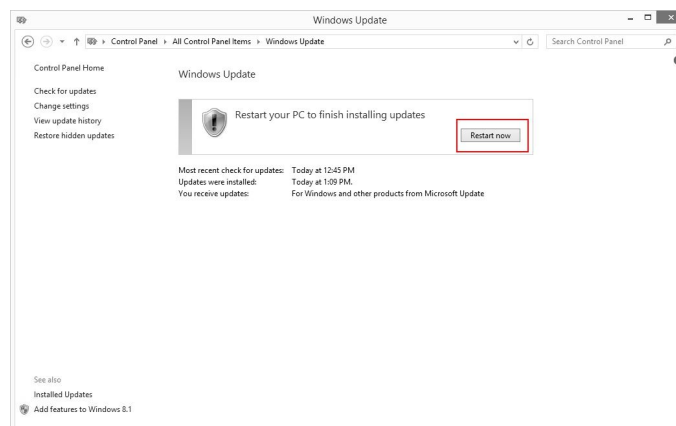 Windows Update
Control Panel All Control Panel Items Windows Update
Search Control Panel
Control Panel Home
Check for updates
Change settings
View update history
Restore hidden updates
Windows Update
Restart your PC to finish installing updates
Restart now
Most recent check for updates: Today at 12:45 PM
Updates were installed: Today at 1:09 PM.
You receive updates: For Windows and other products from Microsoft Update
See also
Installed Updates
Add features to Windows 8.1